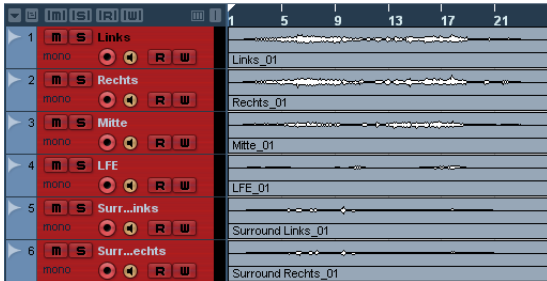 [M] [S] [R] [W]
1 5 9 13 17 21
1 m S Links
mono R W
Links_01
2 m S Rechts
mono R W
Rechts_01
3 m S Mitte
mono R W
Mitte_01
4 m S LFE
mono R W
LFE_01
5 m S Surr...inks
mono R W
Surround Links_01
6 m S Surr...echts
mono R W
Surround Rechts_01